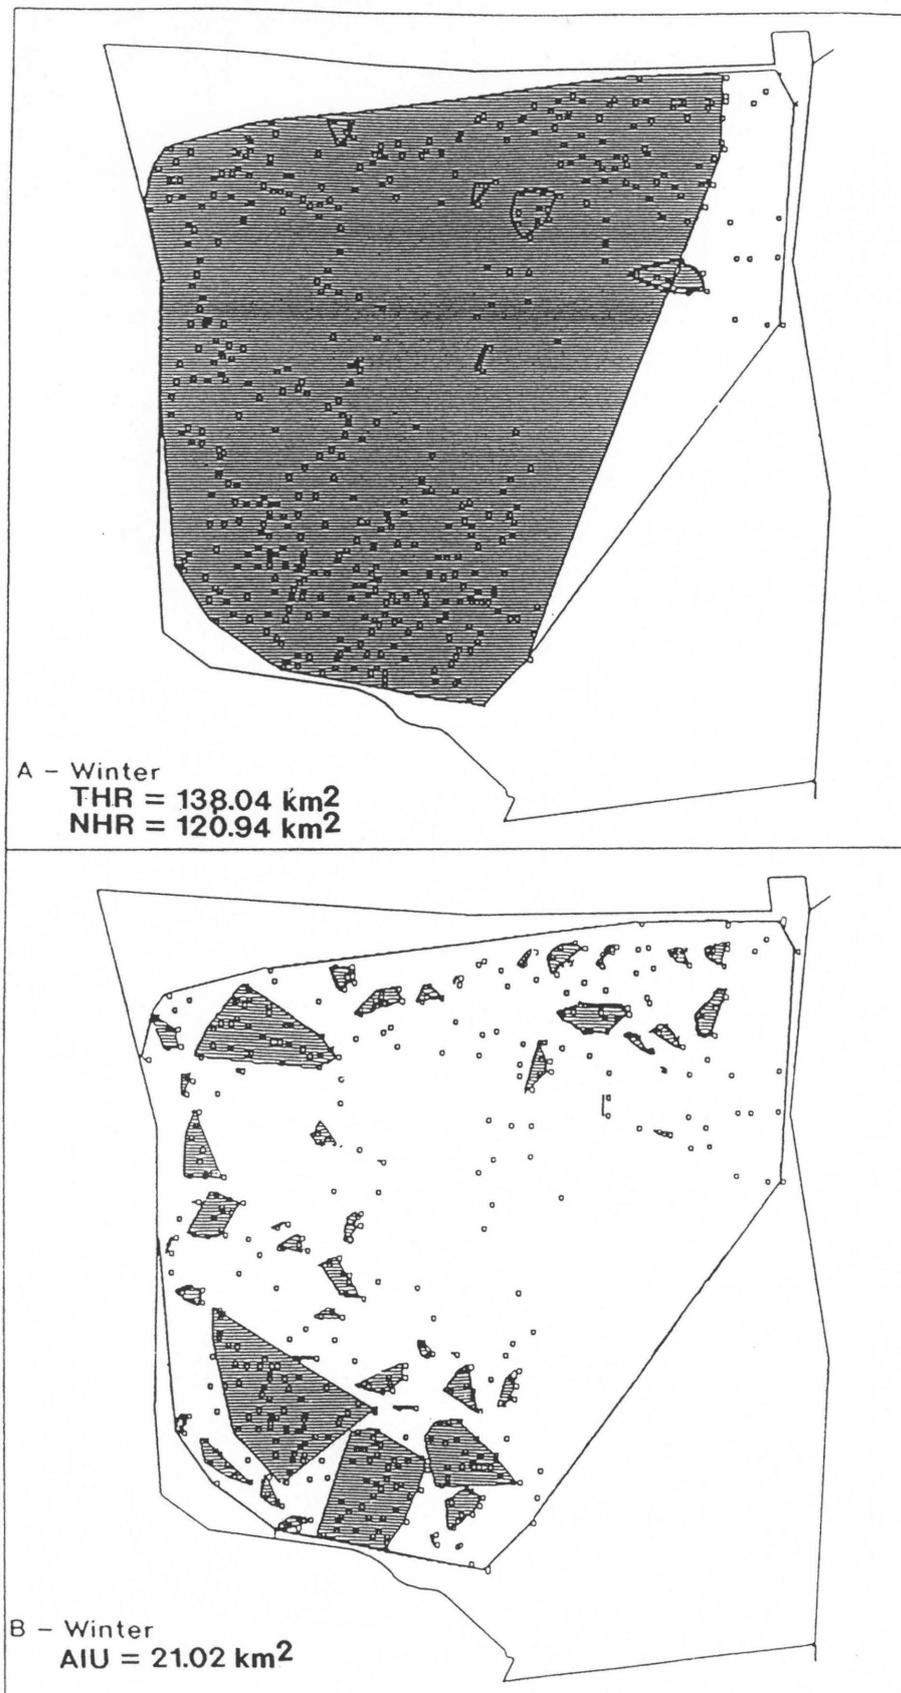 A – Winter
THR = 138.04 km²
NHR = 120.94 km²
B – Winter
AIU = 21.02 km²